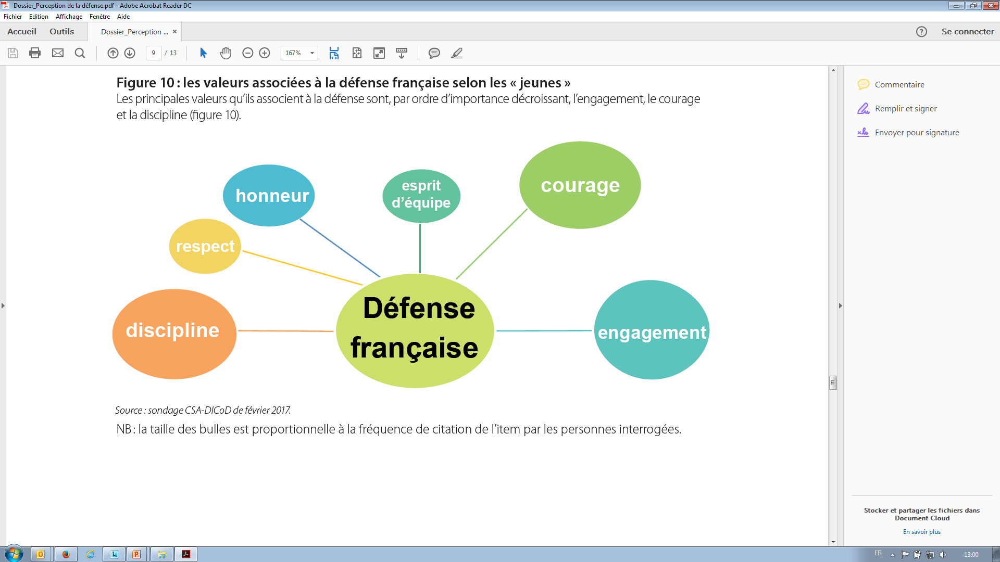 Dossier_Perception de la défense.pdf - Adobe Acrobat Reader DC
Fichier Edition Affichage Fenêtre Aide
Accueil Outils Dossier_Perception ... × ? Se connecter
9 / 13 167%
Figure 10 : les valeurs associées à la défense française selon les « jeunes »
Les principales valeurs qu’ils associent à la défense sont, par ordre d’importance décroissant, l’engagement, le courage
et la discipline (figure 10).
honneur
esprit
d’équipe
courage
respect
discipline
Défense
française
engagement
Source : sondage CSA-DICoD de février 2017.
NB : la taille des bulles est proportionnelle à la fréquence de citation de l’item par les personnes interrogées.
Commentaire
Remplir et signer
Envoyer pour signature
Stocker et partager les fichiers dans
Document Cloud
En savoir plus
FR 13:00